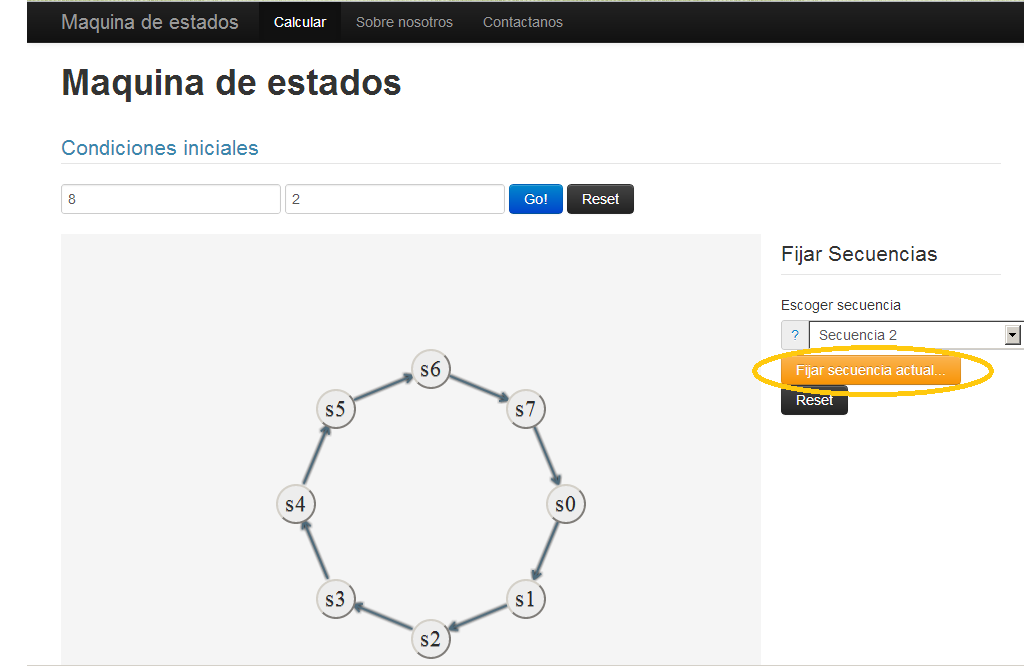 Maquina de estados Calcular Sobre nosotros Contactanos
Maquina de estados
Condiciones iniciales
8 2 Go! Reset
Fijar Secuencias
Escoger secuencia
? Secuencia 2
Fijar secuencia actual...
Reset
s6
s5 s7
s4 s0
s3 s1
s2